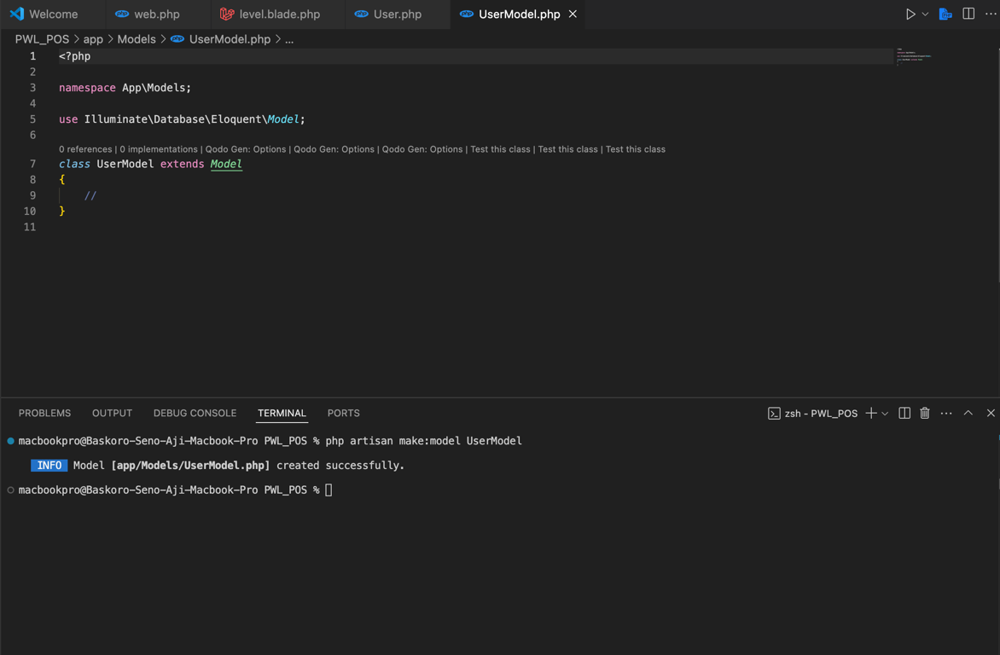 Welcome web.php level.blade.php User.php UserModel.php
PWL_POS > app > Models > UserModel.php > ...
1 <?php
2
3 namespace App\Models;
4
5 use Illuminate\Database\Eloquent\Model;
6
0 references | 0 implementations | Qodo Gen: Options | Qodo Gen: Options | Qodo Gen: Options | Test this class | Test this class | Test this class
7 class UserModel extends Model
8 {
9 //
10 }
11
PROBLEMS OUTPUT DEBUG CONSOLE TERMINAL PORTS zsh - PWL_POS
macbookpro@Baskoro-Seno-Aji-Macbook-Pro PWL_POS % php artisan make:model UserModel
INFO Model [app/Models/UserModel.php] created successfully.
macbookpro@Baskoro-Seno-Aji-Macbook-Pro PWL_POS %